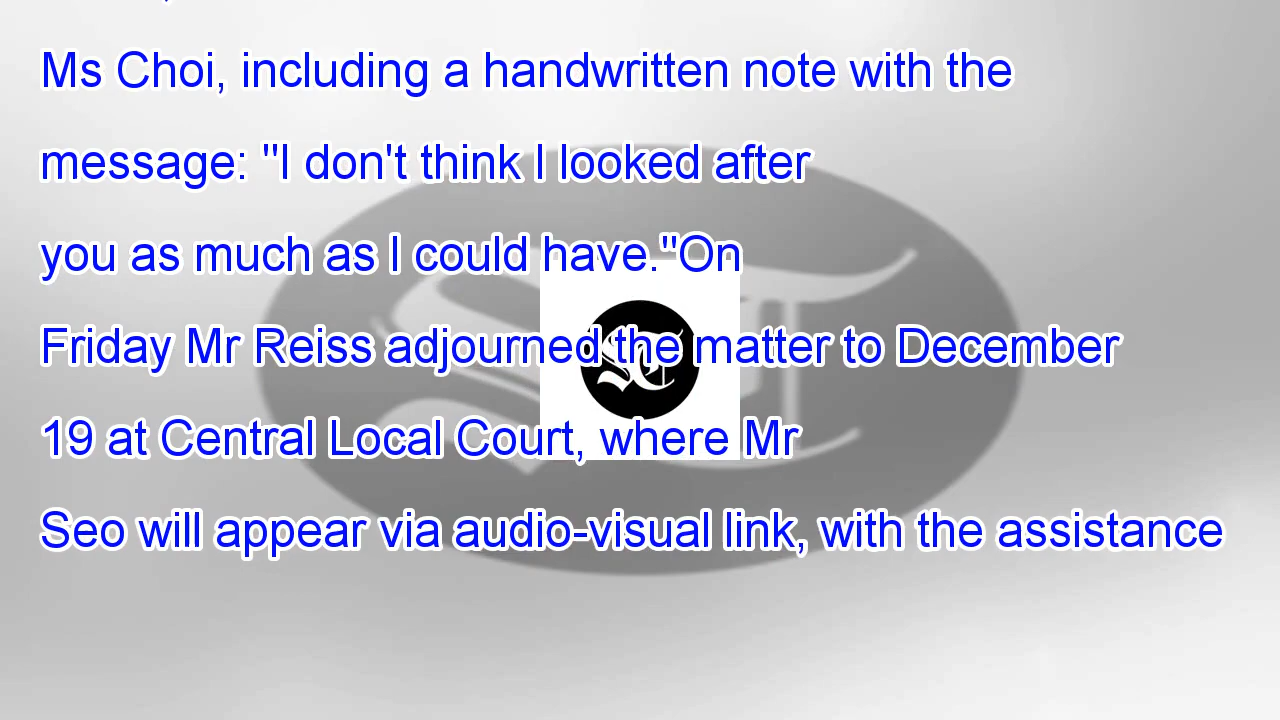 Ms Choi, including a handwritten note with the
message: "I don't think I looked after
you as much as I could have."On
Friday Mr Reiss adjourned the matter to December
19 at Central Local Court, where Mr
Seo will appear via audio-visual link, with the assistance
ST